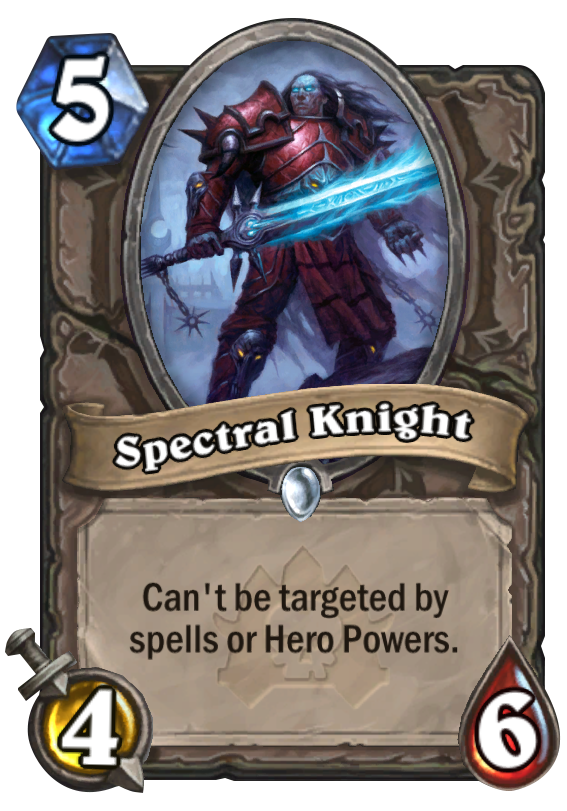 5
Spectral Knight
Can't be targeted by
spells or Hero Powers.
4
6